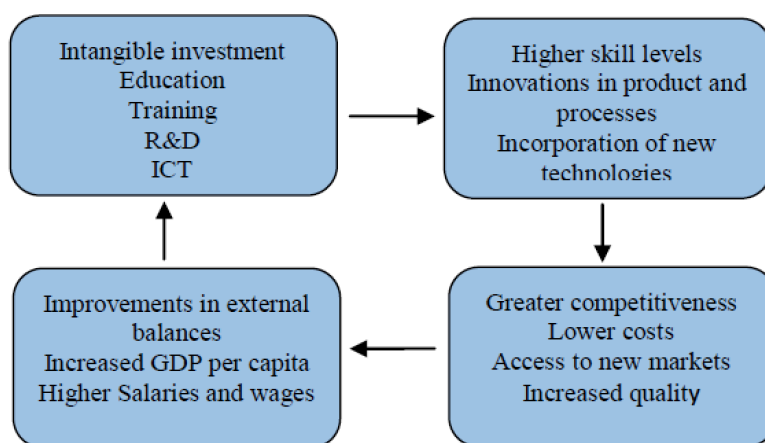 Intangible investment
Education
Training
R&D
ICT
Higher skill levels
Innovations in product and
processes
Incorporation of new
technologies
Improvements in external
balances
Increased GDP per capita
Higher Salaries and wages
Greater competitiveness
Lower costs
Access to new markets
Increased quality